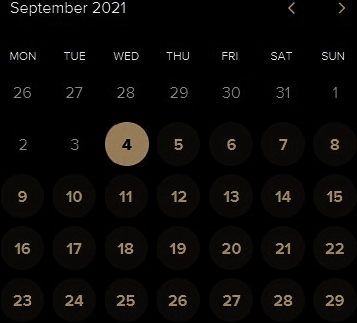 September 2021
MON TUE WED THU FRI SAT SUN
26 27 28 29 30 31 1
2 3 4 5 6 7 8
9 10 11 12 13 14 15
16 17 18 19 20 21 22
23 24 25 26 27 28 29